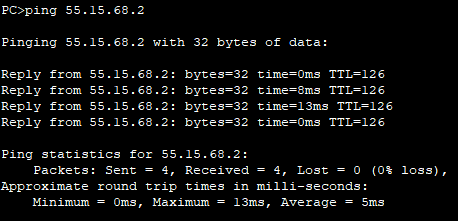 PC>ping 55.15.68.2
Pinging 55.15.68.2 with 32 bytes of data:
Reply from 55.15.68.2: bytes=32 time=0ms TTL=126
Reply from 55.15.68.2: bytes=32 time=8ms TTL=126
Reply from 55.15.68.2: bytes=32 time=13ms TTL=126
Reply from 55.15.68.2: bytes=32 time=0ms TTL=126
Ping statistics for 55.15.68.2:
Packets: Sent = 4, Received = 4, Lost = 0 (0% loss),
Approximate round trip times in milli-seconds:
Minimum = 0ms, Maximum = 13ms, Average = 5ms